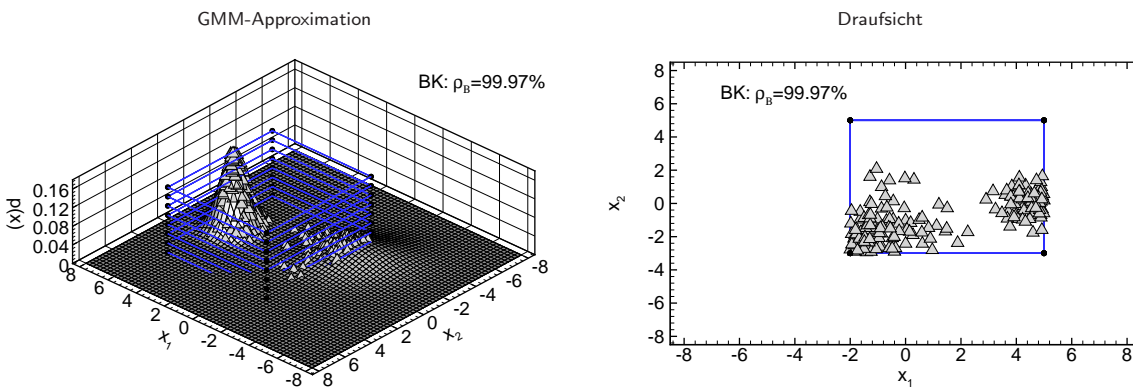 GMM-Approximation
BK: ρB=99.97%
p(x)
0.16
0.12
0.08
0.04
0
8 6 4 2 0 -2 -4 -6 -8
x1
8 6 4 2 0 -2 -4 -6 -8
x2
Draufsicht
BK: ρB=99.97%
8
6
4
2
0
-2
-4
-6
-8
x2
-8 -6 -4 -2 0 2 4 6 8
x1